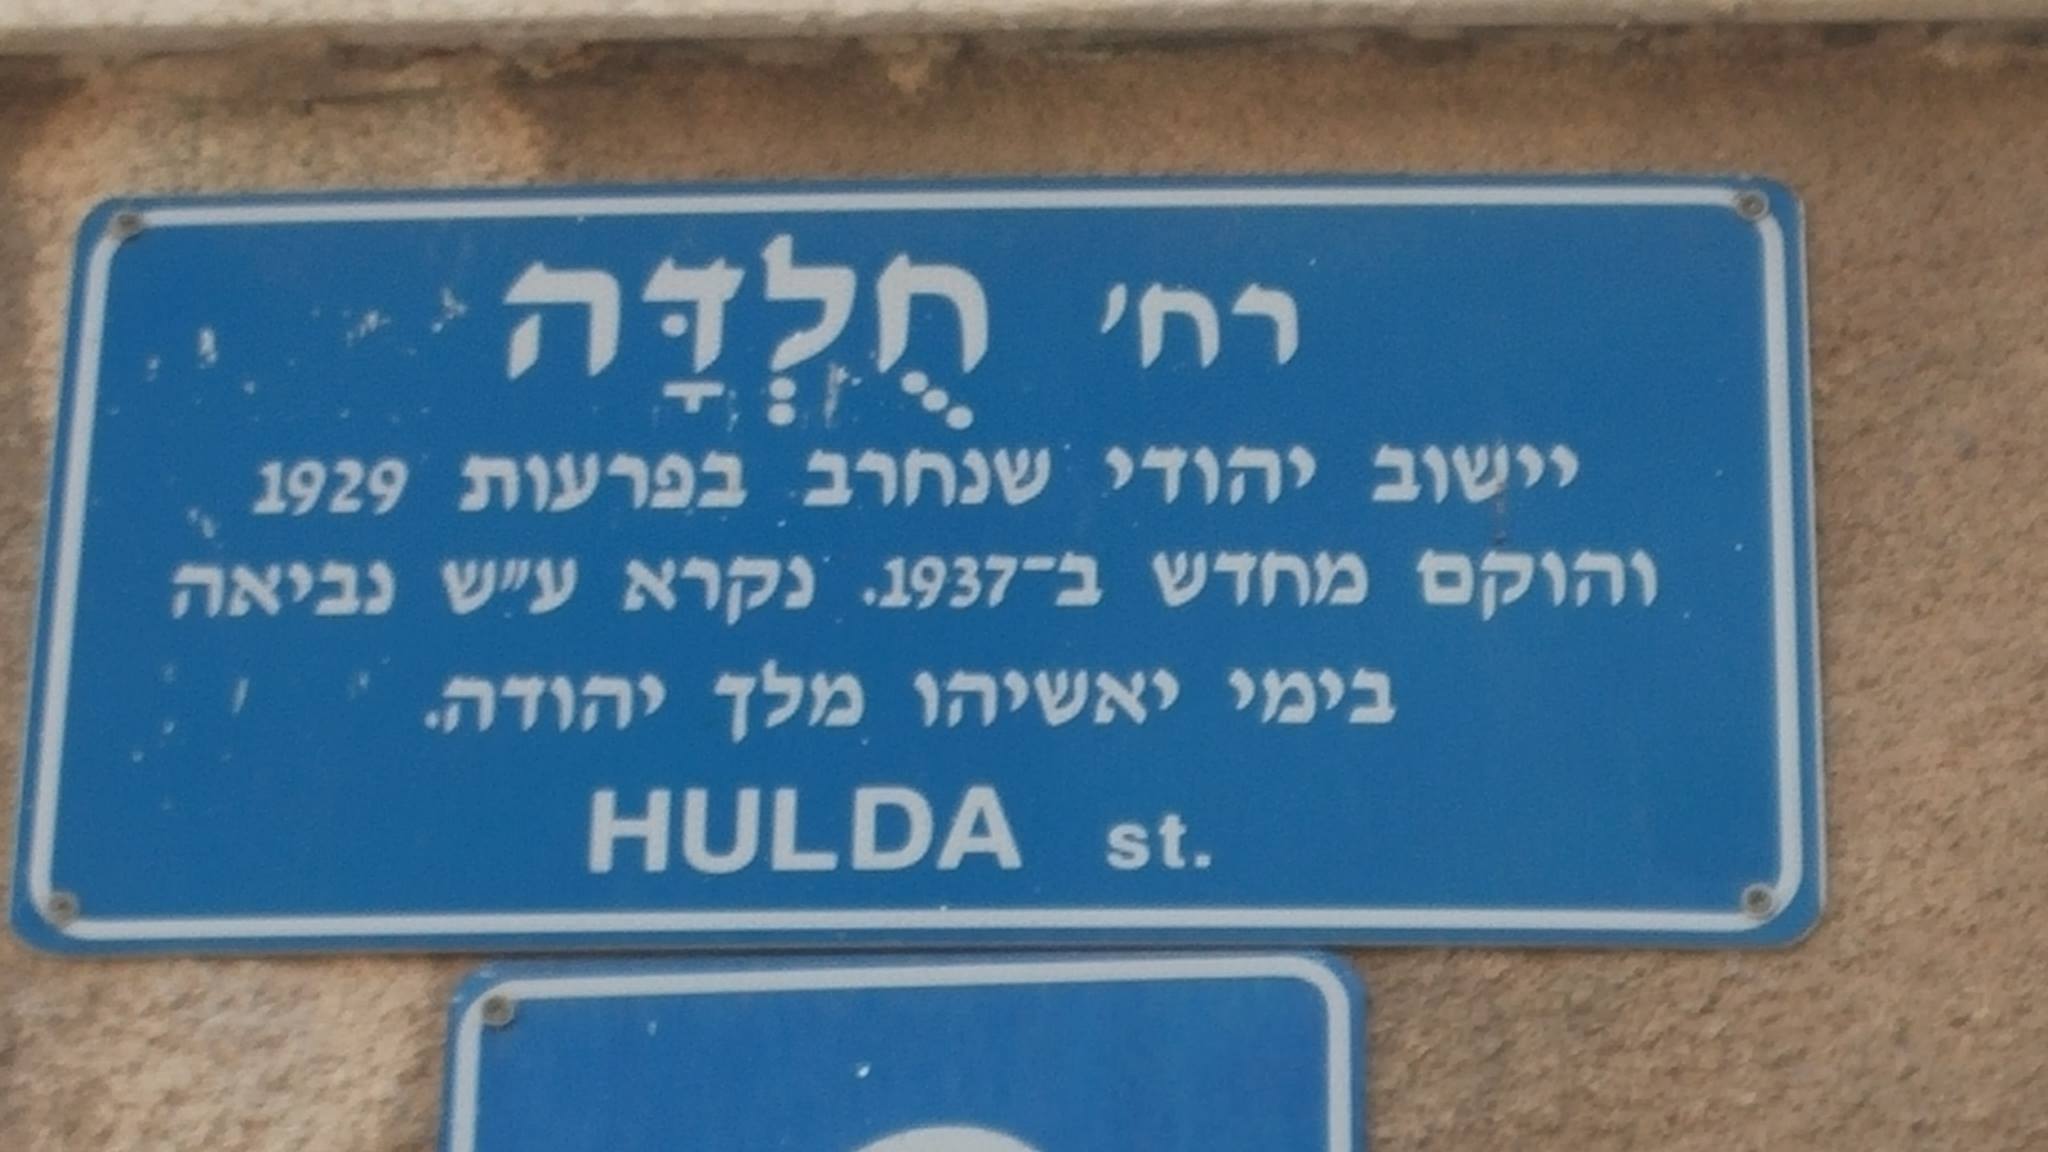 רח' חֻלְדָּה
יישוב יהודי שנחרב בפרעות 1929
והוקם מחדש ב־1937. נקרא ע״ש נביאה
בימי יאשיהו מלך יהודה.
HULDA st.